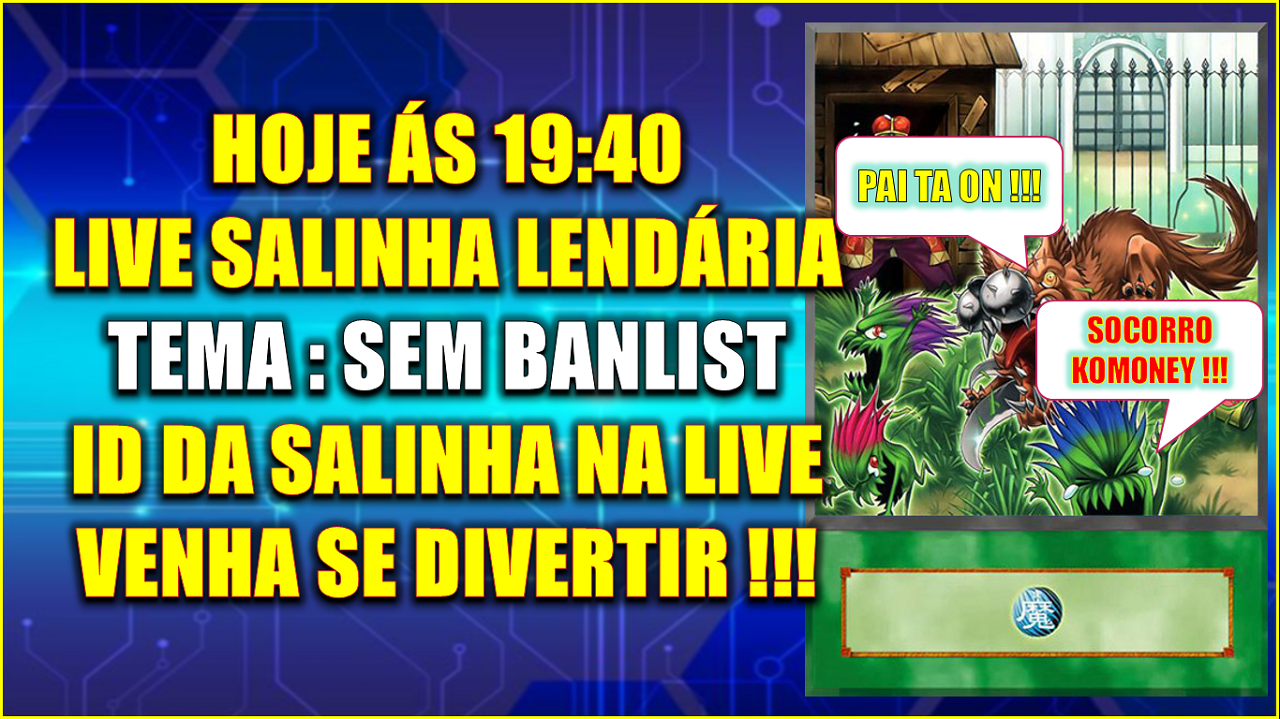 HOJE ÁS 19:40
LIVE SALINHA LENDÁRIA
TEMA : SEM BANLIST
ID DA SALINHA NA LIVE
VENHA SE DIVERTIR !!!
PAI TA ON !!!
SOCORRO
KOMONEY !!!
魔